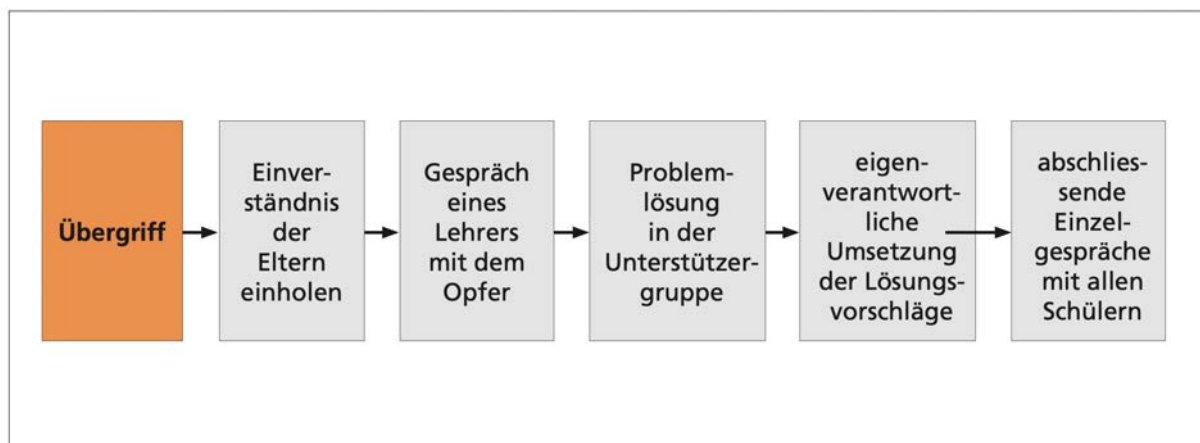 Übergriff
Einver-
ständnis
der
Eltern
einholen
Gespräch
eines
Lehrers
mit dem
Opfer
Problem-
lösung
in der
Unterstützer-
gruppe
eigen-
verantwort-
liche
Umsetzung
der Lösungs-
vorschläge
abschlies-
sende
Einzel-
gespräche
mit allen
Schülern